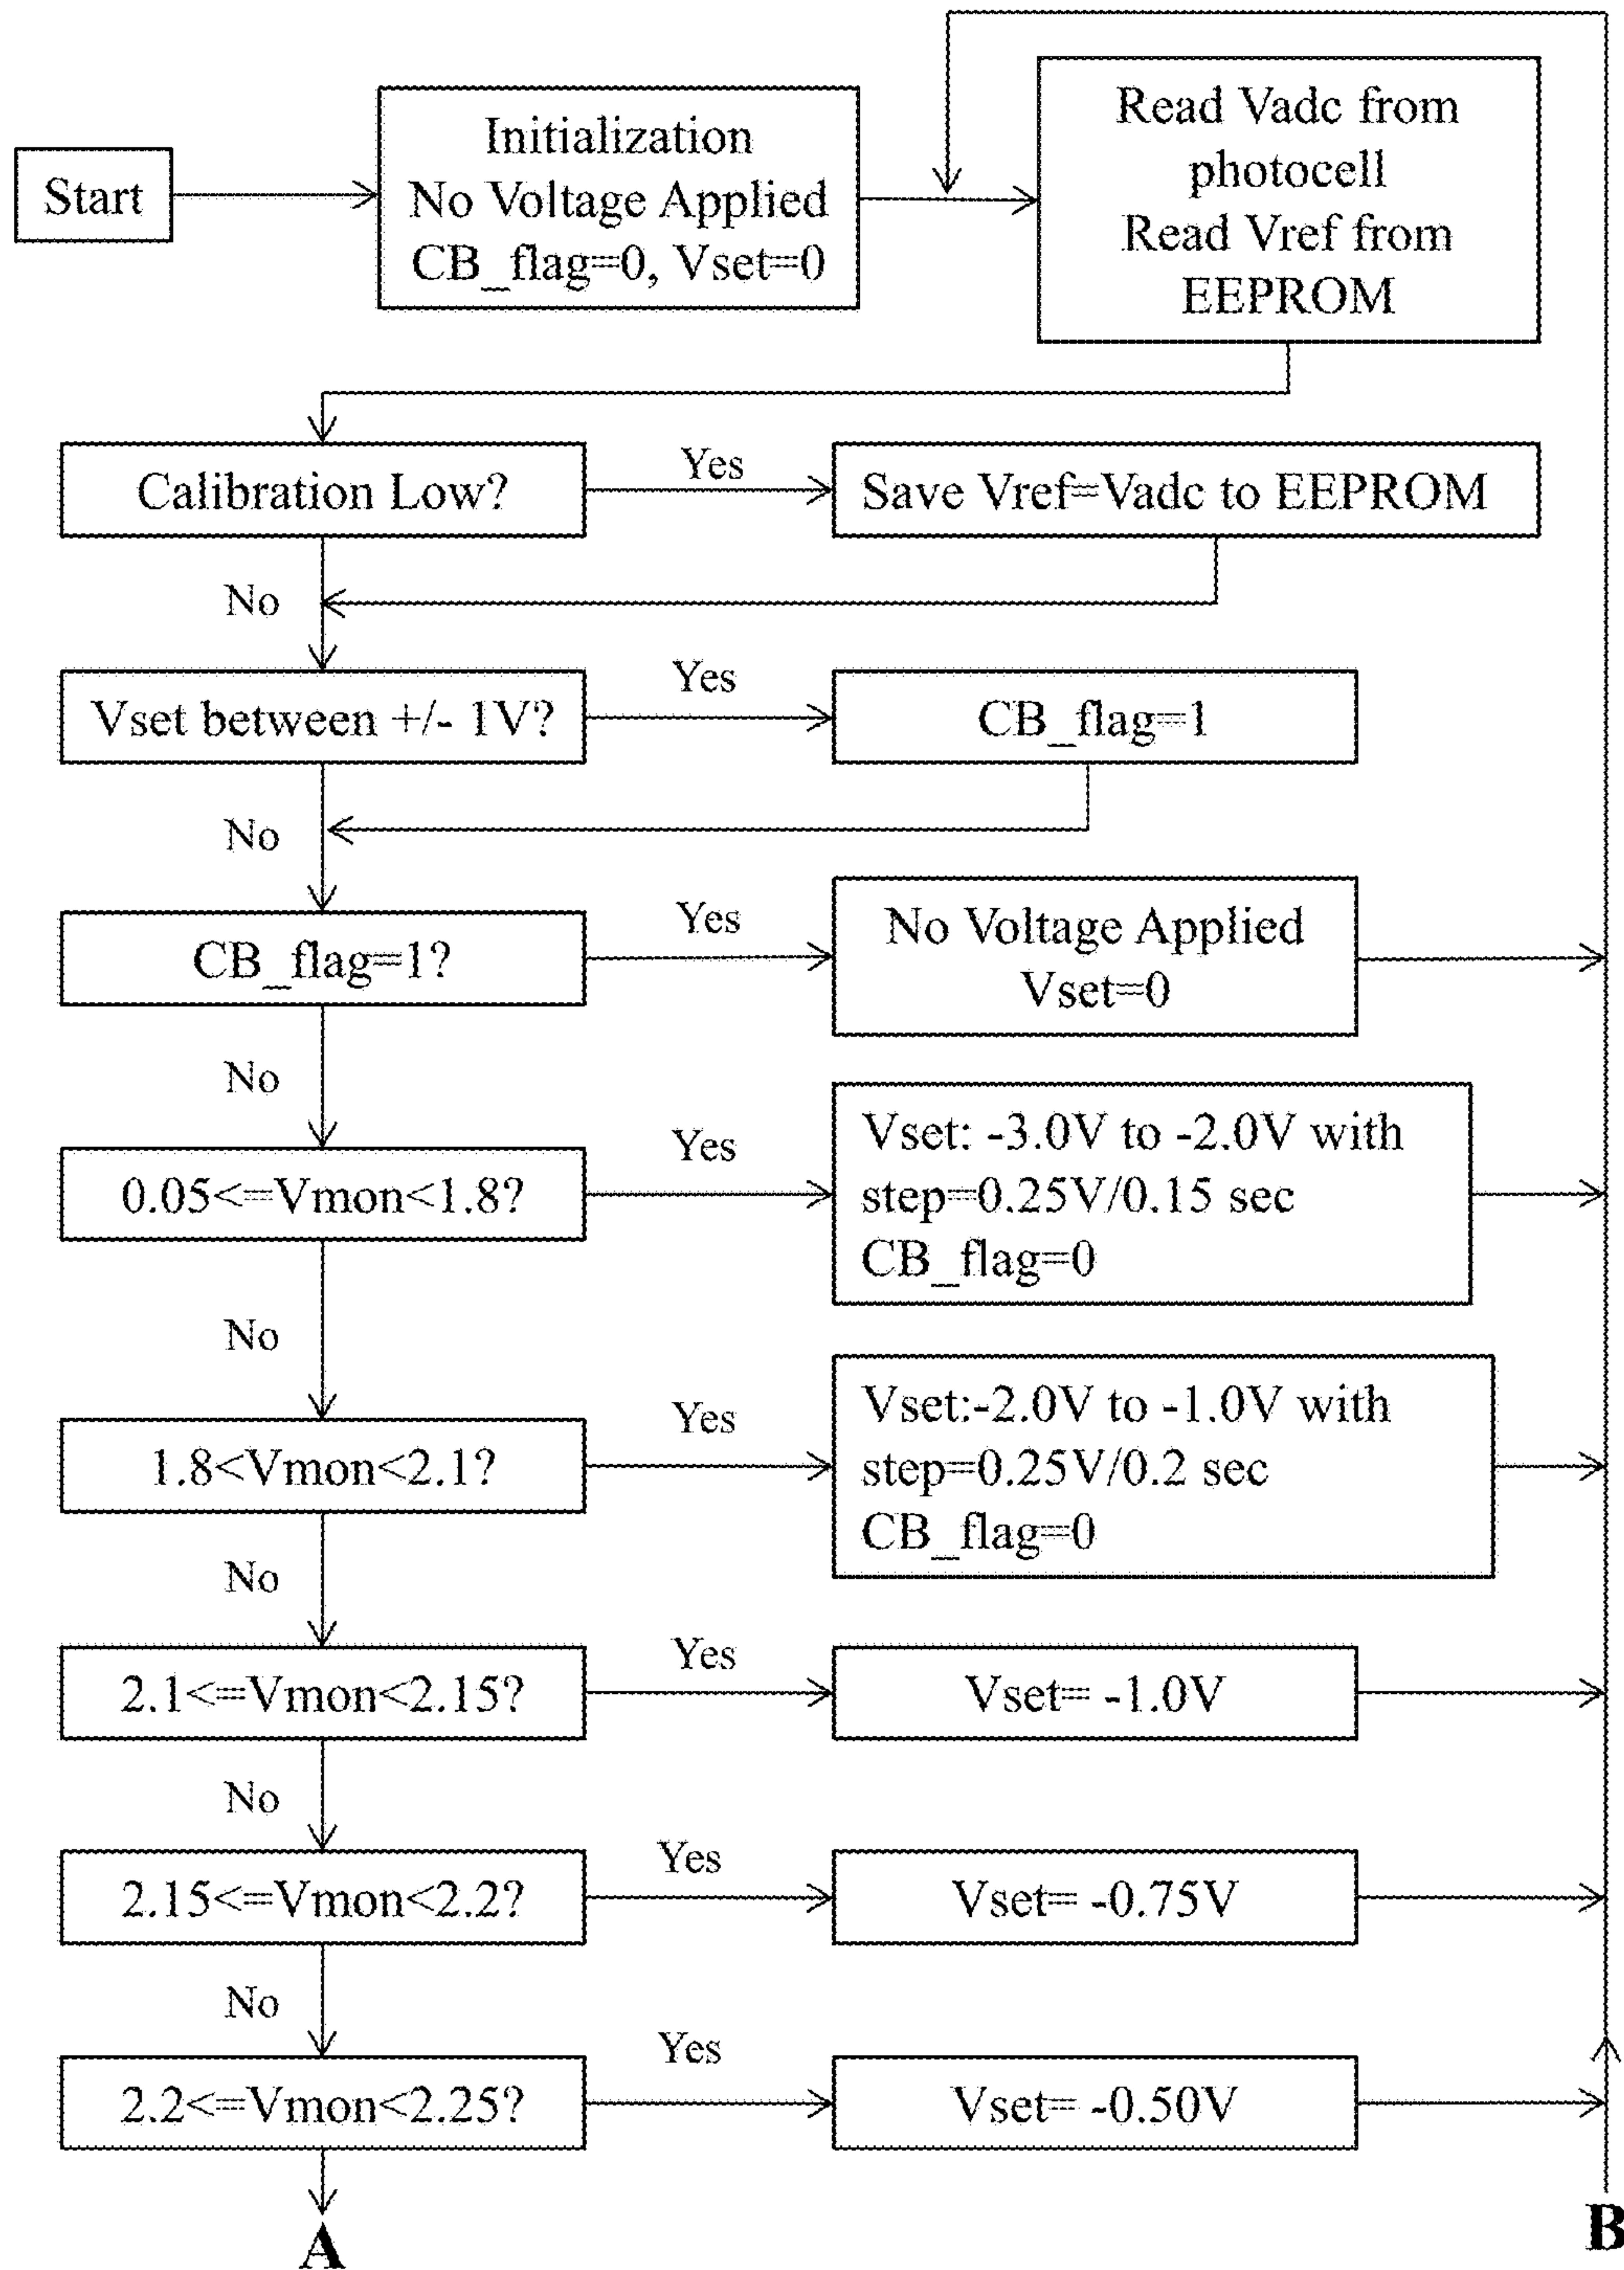 Start
Initialization
No Voltage Applied
CB_flag=0, Vset=0
Read Vadc from
photocell
Read Vref from
EEPROM
Calibration Low?
Yes
Save Vref=Vadc to EEPROM
No
Vset between +/- 1V?
Yes
CB_flag=1
No
CB_flag=1?
Yes
No Voltage Applied
Vset=0
No
0.05<=Vmon<1.8?
Yes
Vset: -3.0V to -2.0V with
step=0.25V/0.15 sec
CB_flag=0
No
1.8<Vmon<2.1?
Yes
Vset:-2.0V to -1.0V with
step=0.25V/0.2 sec
CB_flag=0
No
2.1<=Vmon<2.15?
Yes
Vset= -1.0V
No
2.15<=Vmon<2.2?
Yes
Vset= -0.75V
No
2.2<=Vmon<2.25?
Yes
Vset= -0.50V
A
B